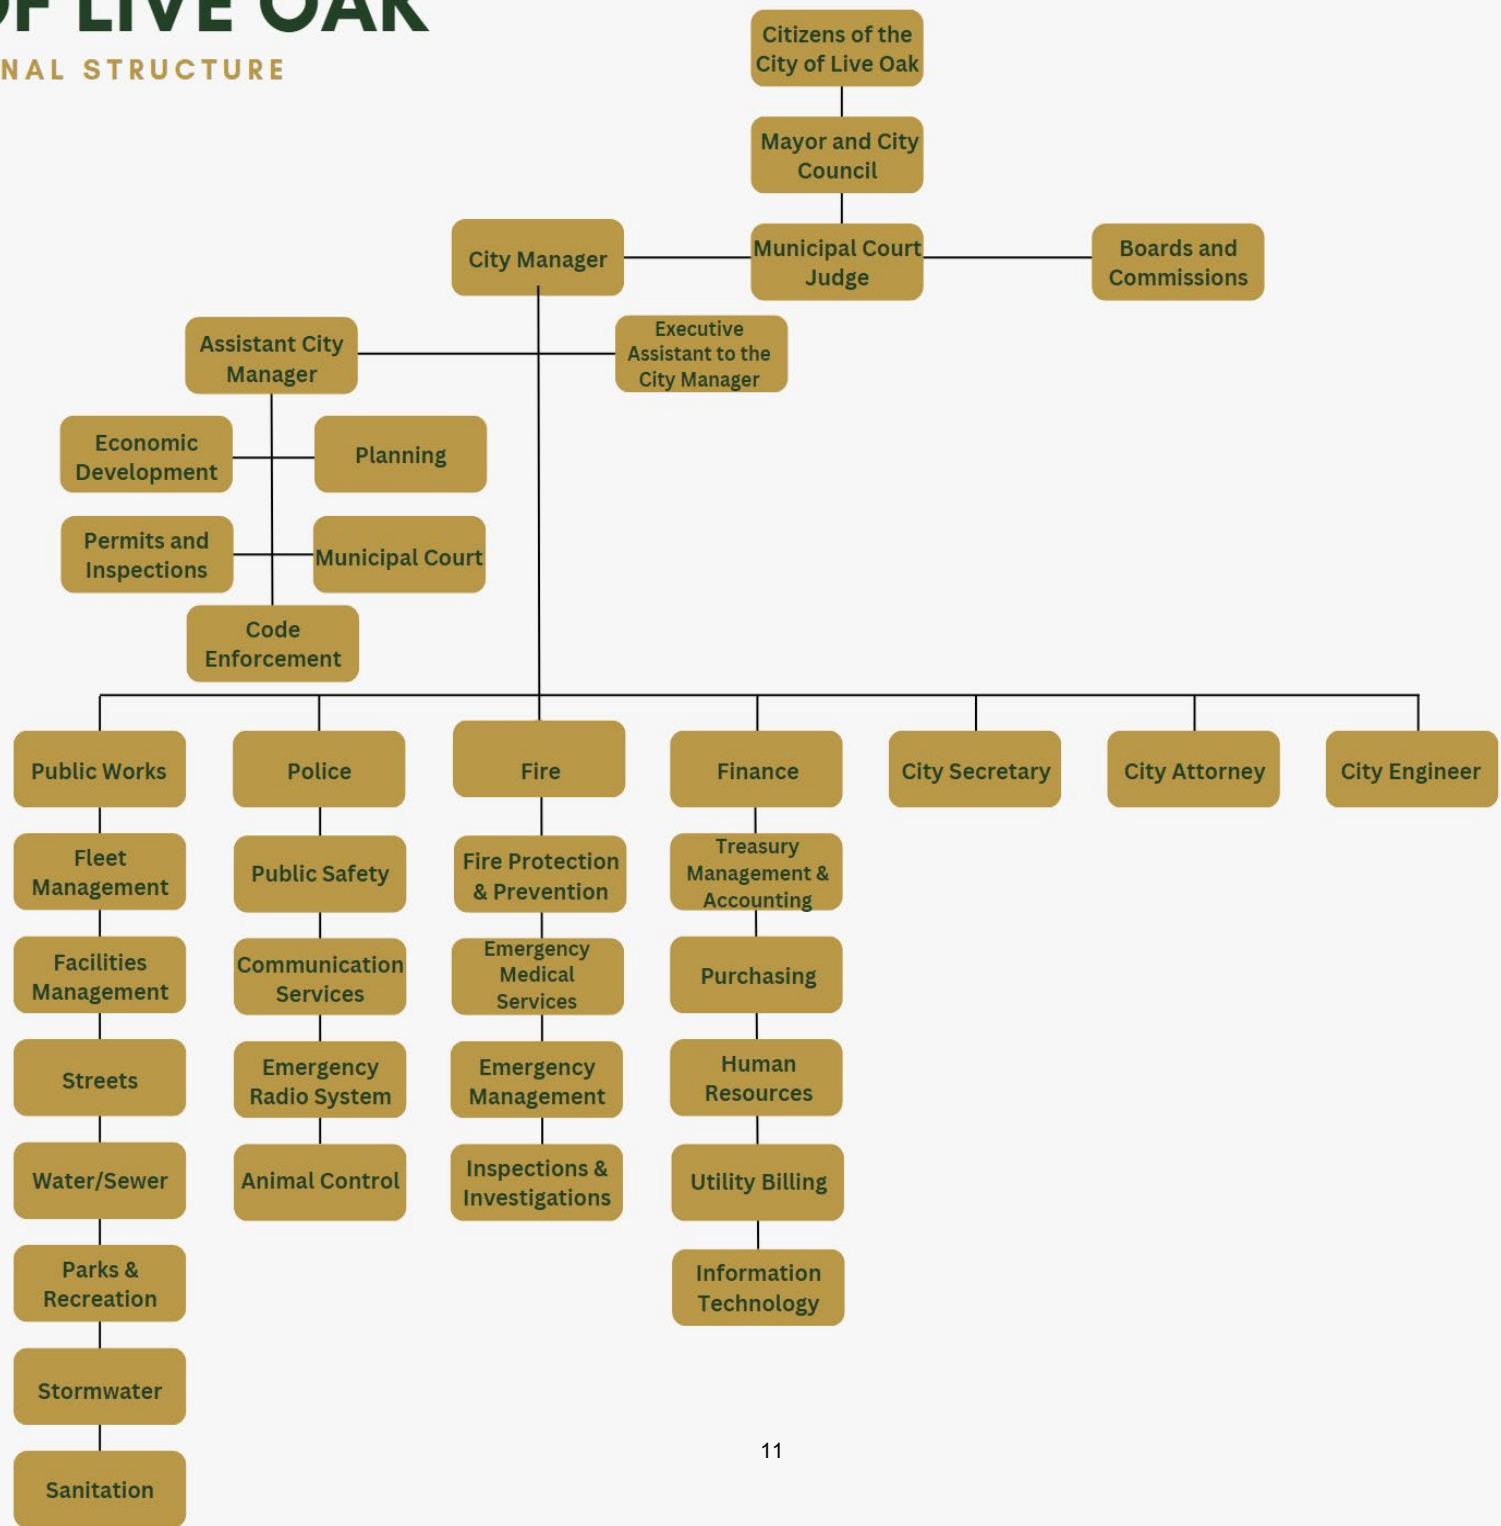 OF LIVE OAK
NAL STRUCTURE
Citizens of the
City of Live Oak
Mayor and City
Council
City Manager
Municipal Court
Judge
Boards and
Commissions
Assistant City
Manager
Executive
Assistant to the
City Manager
Economic
Development
Planning
Permits and
Inspections
Municipal Court
Code
Enforcement
Public Works
Police
Fire
Finance
City Secretary
City Attorney
City Engineer
Fleet
Management
Public Safety
Fire Protection
& Prevention
Treasury
Management &
Accounting
Facilities
Management
Communication
Services
Emergency
Medical
Services
Purchasing
Streets
Emergency
Radio System
Emergency
Management
Human
Resources
Water/Sewer
Animal Control
Inspections &
Investigations
Utility Billing
Parks &
Recreation
Information
Technology
Stormwater
Sanitation
11